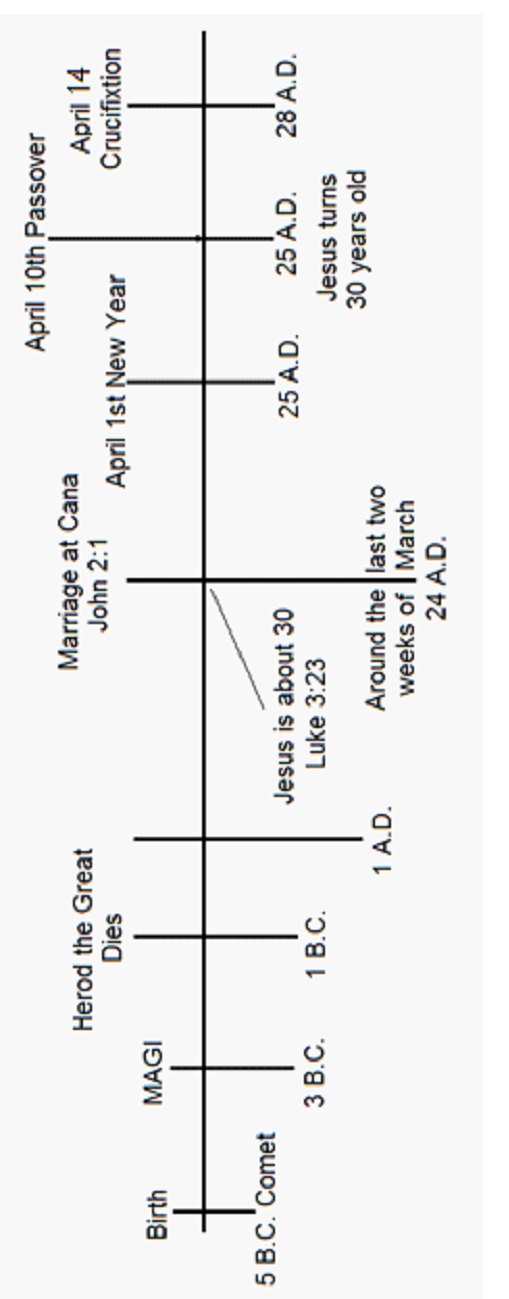 Birth
5 B.C. Comet
MAGI
3 B.C.
Herod the Great
Dies
1 B.C.
1 A.D.
Jesus is about 30
Luke 3:23
Marriage at Cana
John 2:1
Around the last two
weeks of March
24 A.D.
April 1st New Year
25 A.D.
April 10th Passover
25 A.D.
Jesus turns
30 years old
April 14
Crucifixtion
28 A.D.